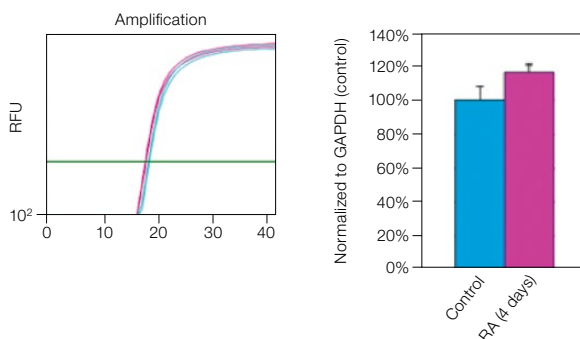 Amplification
RFU
10²
0 10 20 30 40
Normalized to GAPDH (control)
140%
120%
100%
80%
60%
40%
20%
0%
Control
RA (4 days)